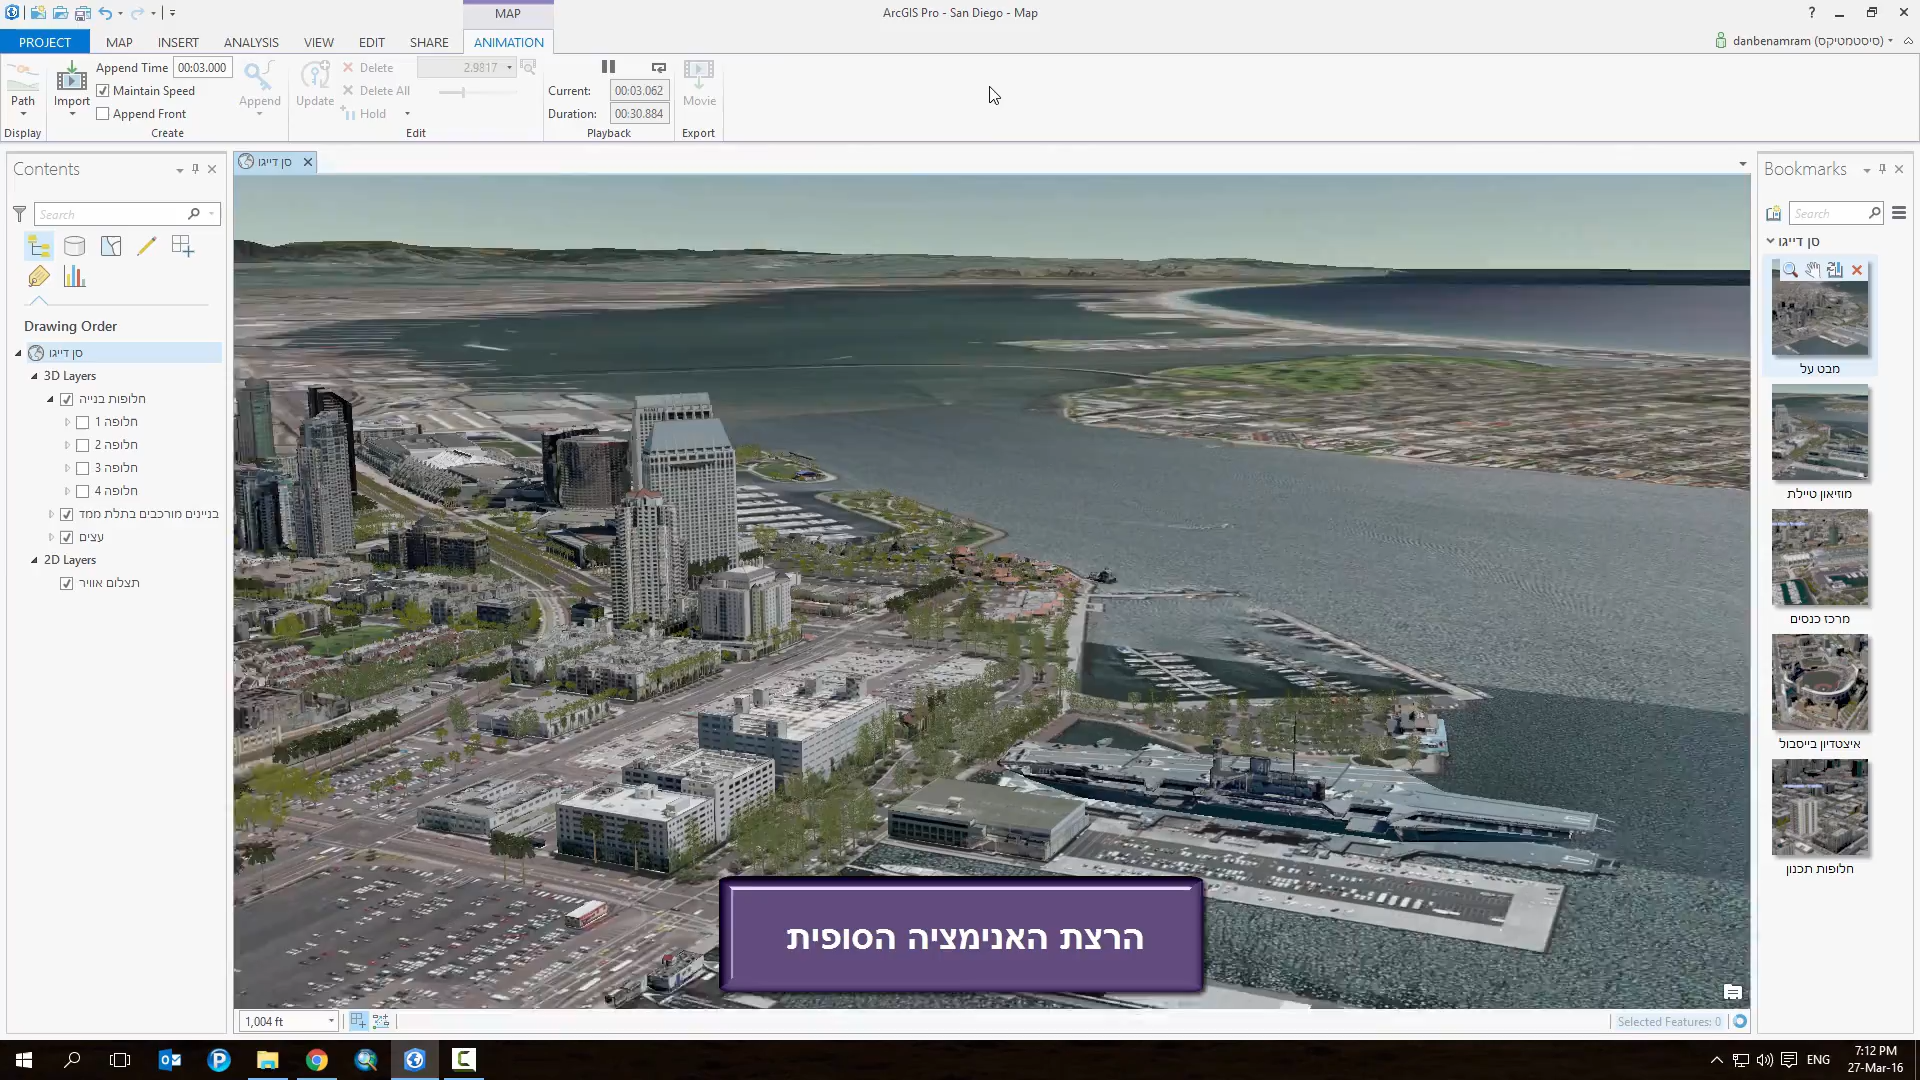 MAP
ArcGIS Pro - San Diego - Map
?
PROJECT
MAP
INSERT
ANALYSIS
VIEW
EDIT
SHARE
ANIMATION
danbenamram (סיסטמטיקס)
Path
Display
Import
Append Time 00:03.000
Maintain Speed
Append Front
Append
Create
Update
Delete
Delete All
Hold
2.9817
Edit
Current: 00:03.062
Duration: 00:30.884
Playback
Movie
Export
Contents
Search
Drawing Order
סן דייגו
3D Layers
חלופות בנייה
חלופה 1
חלופה 2
חלופה 3
חלופה 4
בניינים מורכבים בתלת ממד
עצים
2D Layers
תצלום אוויר
סן דייגו
הרצת האנימציה הסופית
1,004 ft
Selected Features: 0
Bookmarks
Search
סן דייגו
מבט על
מוזיאון טיילת
מרכז כנסים
איצטדיון בייסבול
חלופות תכנון
ENG
7:12 PM
27-Mar-16